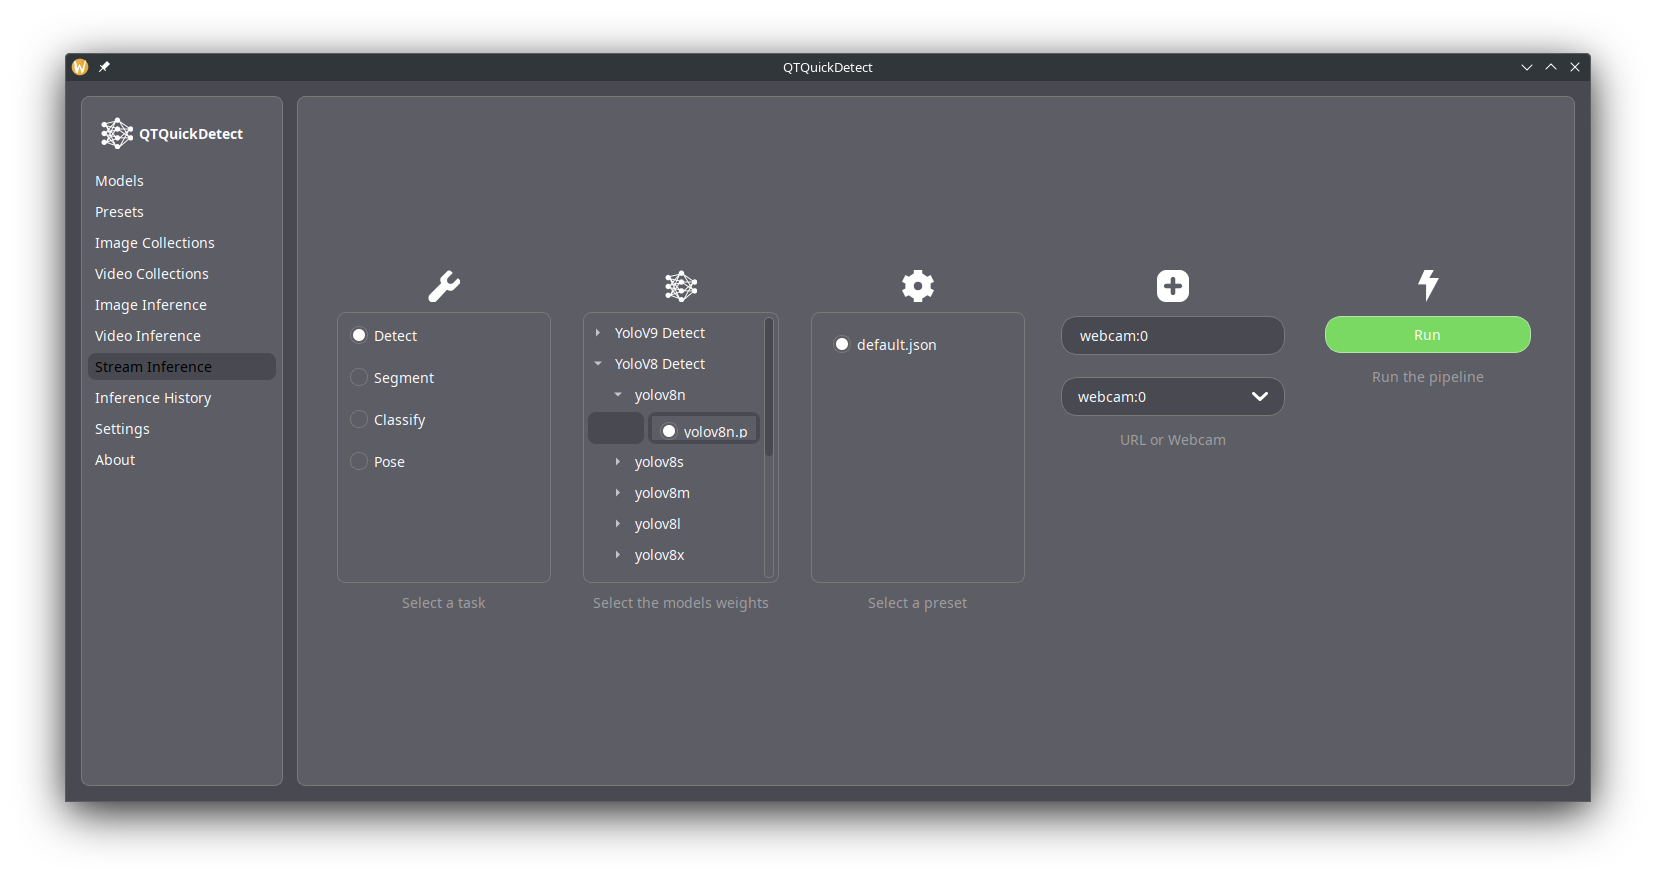 QTQuickDetect
QTQuickDetect
Models
Presets
Image Collections
Video Collections
Image Inference
Video Inference
Stream Inference
Inference History
Settings
About
Detect
Segment
Classify
Pose
Select a task
YoloV9 Detect
YoloV8 Detect
yolov8n
yolov8n.p
yolov8s
yolov8m
yolov8l
yolov8x
Select the models weights
default.json
Select a preset
webcam:0
webcam:0
URL or Webcam
Run
Run the pipeline